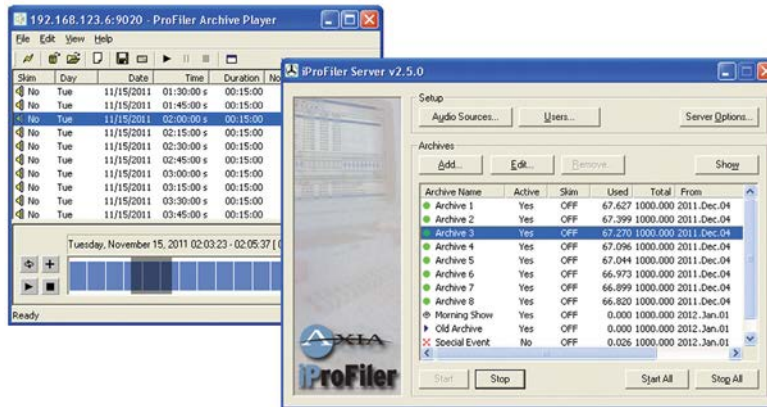 192.168.123.6:9020 - ProFiler Archive Player
File Edit View Help
Skim Day Date Time Duration No
No Tue 11/15/2011 01:30:00 s 00:15:00
No Tue 11/15/2011 01:45:00 s 00:15:00
No Tue 11/15/2011 02:00:00 s 00:15:00
No Tue 11/15/2011 02:15:00 s 00:15:00
No Tue 11/15/2011 02:30:00 s 00:15:00
No Tue 11/15/2011 02:45:00 s 00:15:00
No Tue 11/15/2011 03:00:00 s 00:15:00
No Tue 11/15/2011 03:15:00 s 00:15:00
No Tue 11/15/2011 03:30:00 s 00:15:00
No Tue 11/15/2011 03:45:00 s 00:15:00
Tuesday, November 15, 2011 02:03:23 - 02:05:37 [
Ready
iProFiler Server v2.5.0
Setup
Audio Sources... Users... Server Options...
Archives
Add... Edit... Remove... Show
Archive Name Active Skim Used Total From
Archive 1 Yes OFF 67.627 1000.000 2011.Dec.04
Archive 2 Yes OFF 67.399 1000.000 2011.Dec.04
Archive 3 Yes OFF 67.270 1000.000 2011.Dec.04
Archive 4 Yes OFF 67.096 1000.000 2011.Dec.04
Archive 5 Yes OFF 67.044 1000.000 2011.Dec.04
Archive 6 Yes OFF 66.973 1000.000 2011.Dec.04
Archive 7 Yes OFF 66.899 1000.000 2011.Dec.04
Archive 8 Yes OFF 66.820 1000.000 2011.Dec.04
Morning Show Yes OFF 0.000 1000.000 2012.Jan.01
Old Archive Yes OFF 0.000 1000.000 2012.Jan.01
Special Event No OFF 0.026 1000.000 2012.Jan.01
Start Stop Start All Stop All
AXIA
iProFiler